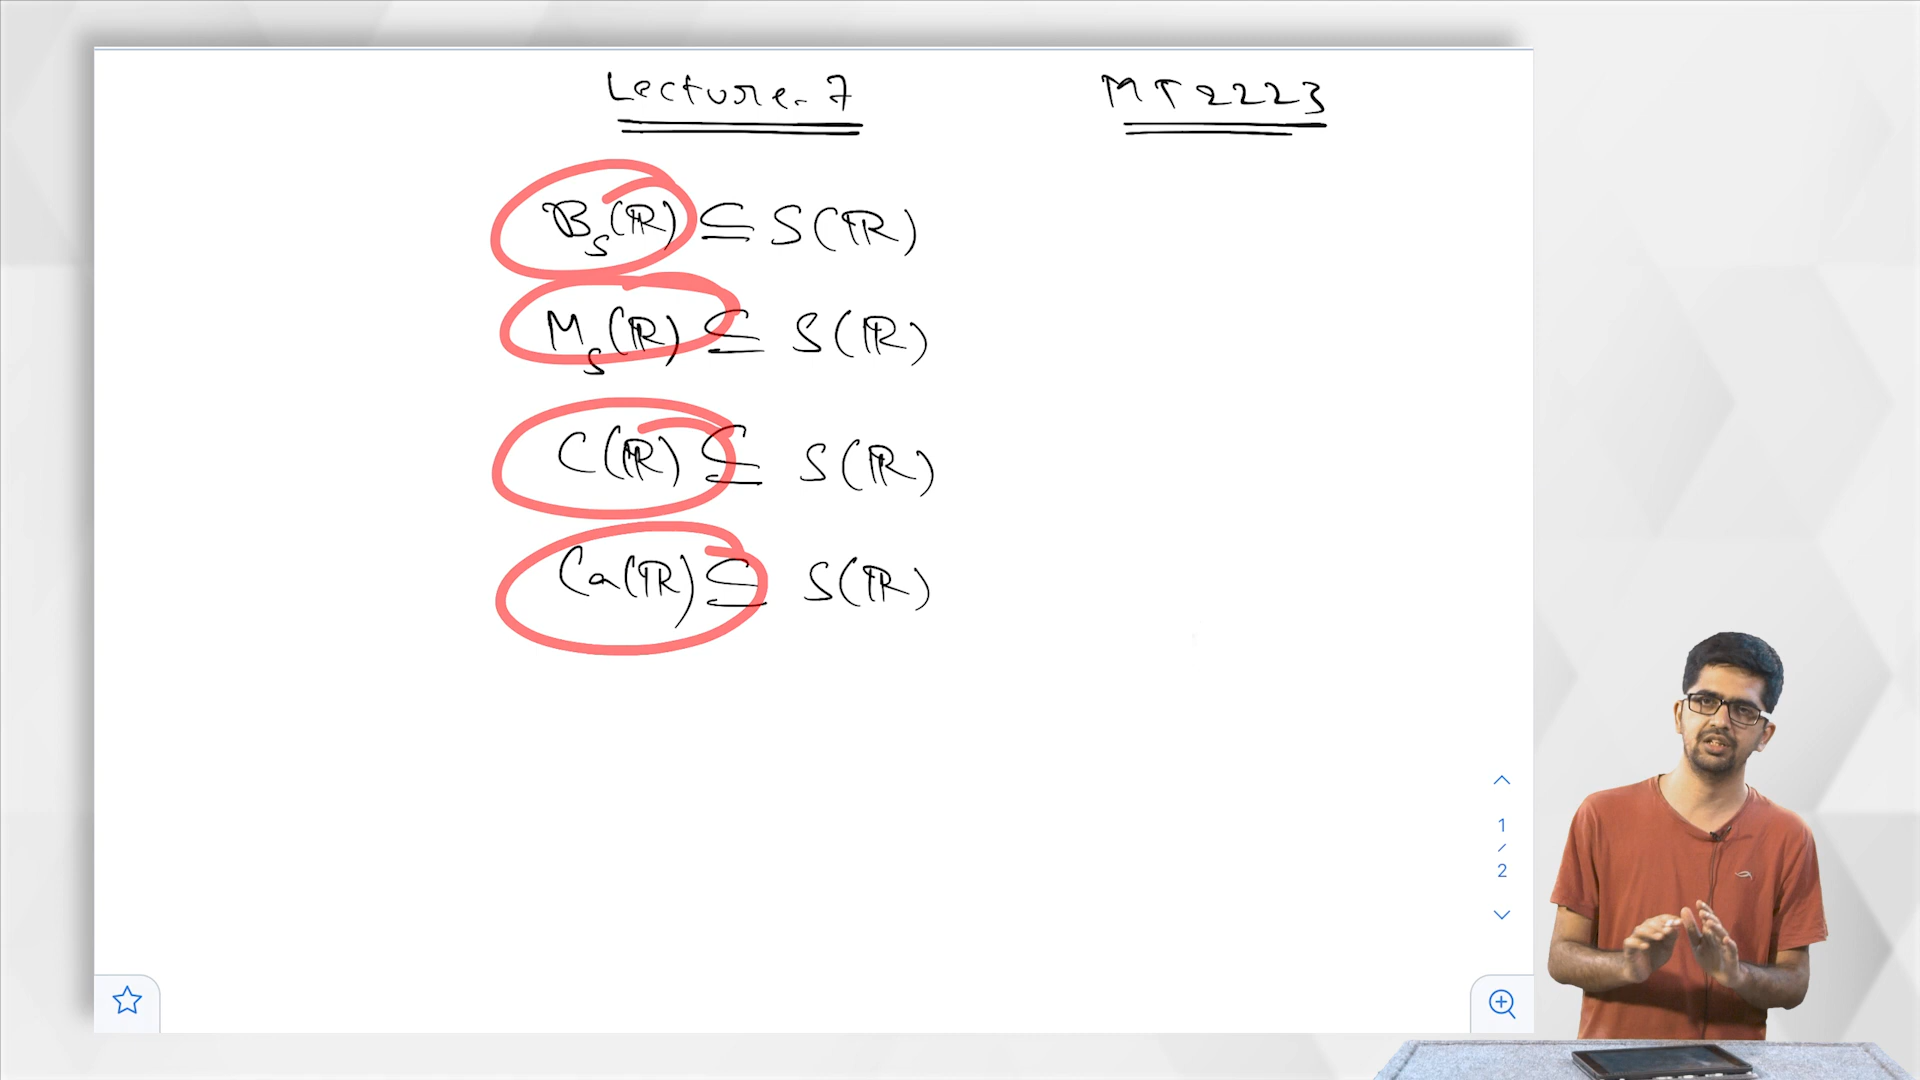 Lecture-7 MT2223
B_S(ℝ) ⊆ S(ℝ)
M_S(ℝ) ⊆ S(ℝ)
C(ℝ) ⊆ S(ℝ)
Ca(ℝ) ⊆ S(ℝ)
1
/
2